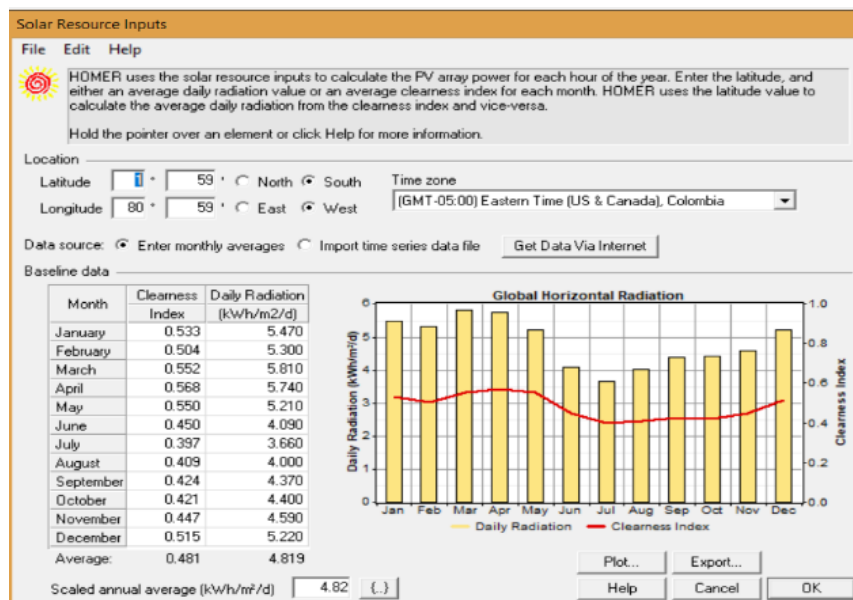 Solar Resource Inputs
File Edit Help
HOMER uses the solar resource inputs to calculate the PV array power for each hour of the year. Enter the latitude, and
either an average daily radiation value or an average clearness index for each month. HOMER uses the latitude value to
calculate the average daily radiation from the clearness index and vice-versa.
Hold the pointer over an element or click Help for more information.
Location
Latitude 1 ° 59 ' North South Time zone
Longitude 80 ° 59 ' East West (GMT-05:00) Eastern Time (US & Canada), Colombia
Data source: Enter monthly averages Import time series data file Get Data Via Internet
Baseline data
Month Clearness Index Daily Radiation (kWh/m2/d)
January 0.533 5.470
February 0.504 5.300
March 0.552 5.810
April 0.568 5.740
May 0.550 5.210
June 0.450 4.090
July 0.397 3.660
August 0.409 4.000
September 0.424 4.370
October 0.421 4.400
November 0.447 4.590
December 0.515 5.220
Average: 0.481 4.819
Scaled annual average (kWh/m²/d) 4.82 {..}
Global Horizontal Radiation
Daily Radiation (kWh/m²/d)
6
5
4
3
2
1
0
1.0
0.8
0.6
0.4
0.2
0.0
Clearness Index
Jan Feb Mar Apr May Jun Jul Aug Sep Oct Nov Dec
Daily Radiation Clearness Index
Plot... Export...
Help Cancel OK